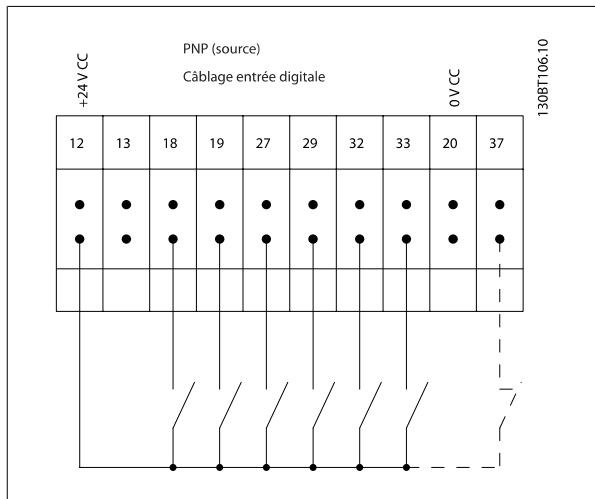 PNP (source)
Câblage entrée digitale
+24 V CC
0 V CC
130BT106.10
12 13 18 19 27 29 32 33 20 37